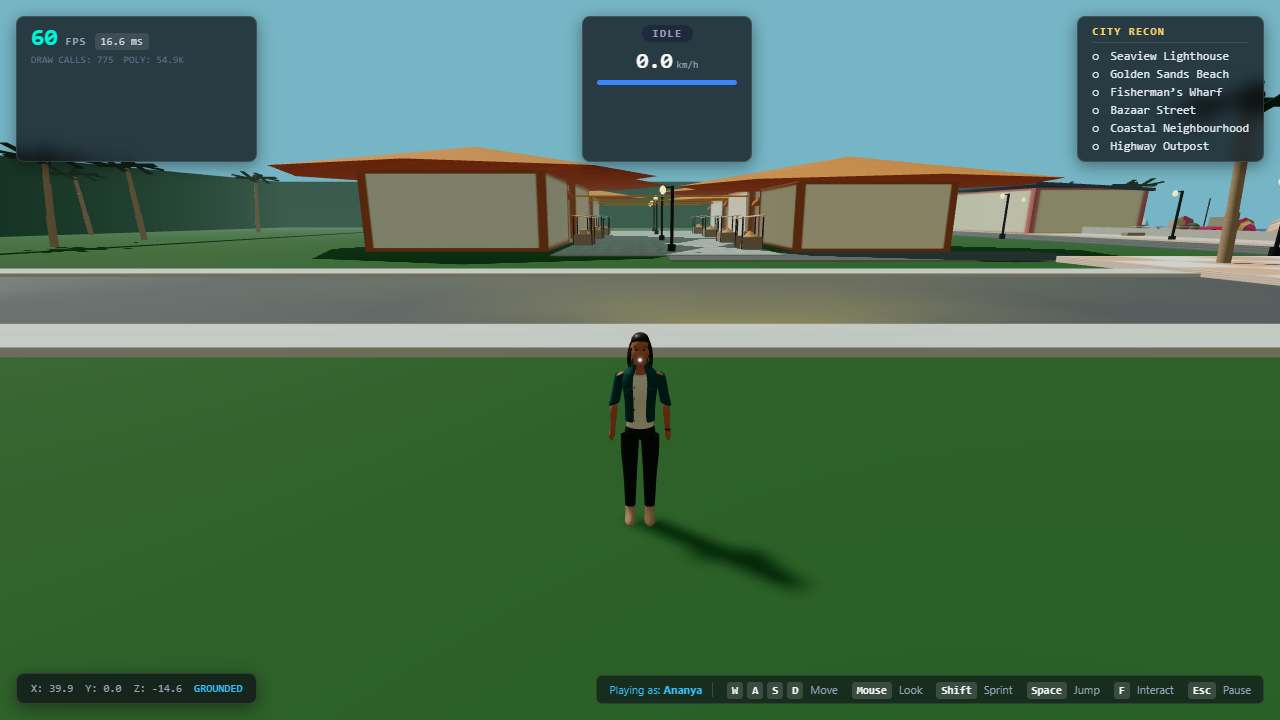 60 FPS 16.6 ms
DRAW CALLS: 775 POLY: 54.9K
IDLE
0.0 km/h
CITY RECON
Seaview Lighthouse
Golden Sands Beach
Fisherman's Wharf
Bazaar Street
Coastal Neighbourhood
Highway Outpost
X: 39.9 Y: 0.0 Z: -14.6 GROUNDED
Playing as: Ananya W A S D Move Mouse Look Shift Sprint Space Jump F Interact Esc Pause